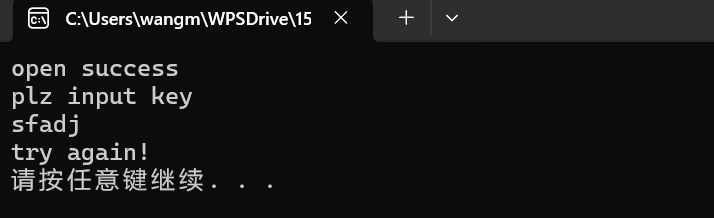 C:\Users\wangm\WPSDrive\15
open success
plz input key
sfadj
try again!
请按任意键继续. . .